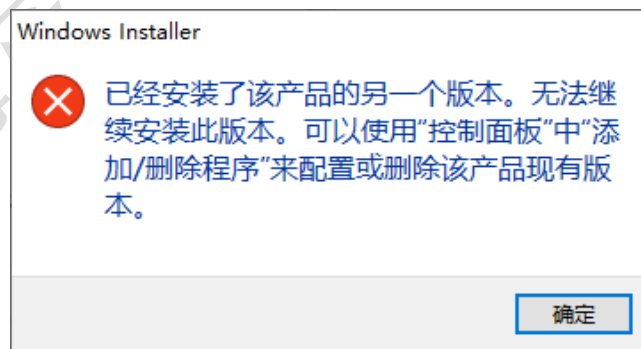 Windows Installer
已经安装了该产品的另一个版本。无法继
续安装此版本。可以使用“控制面板”中“添
加/删除程序”来配置或删除该产品现有版
本。
确定